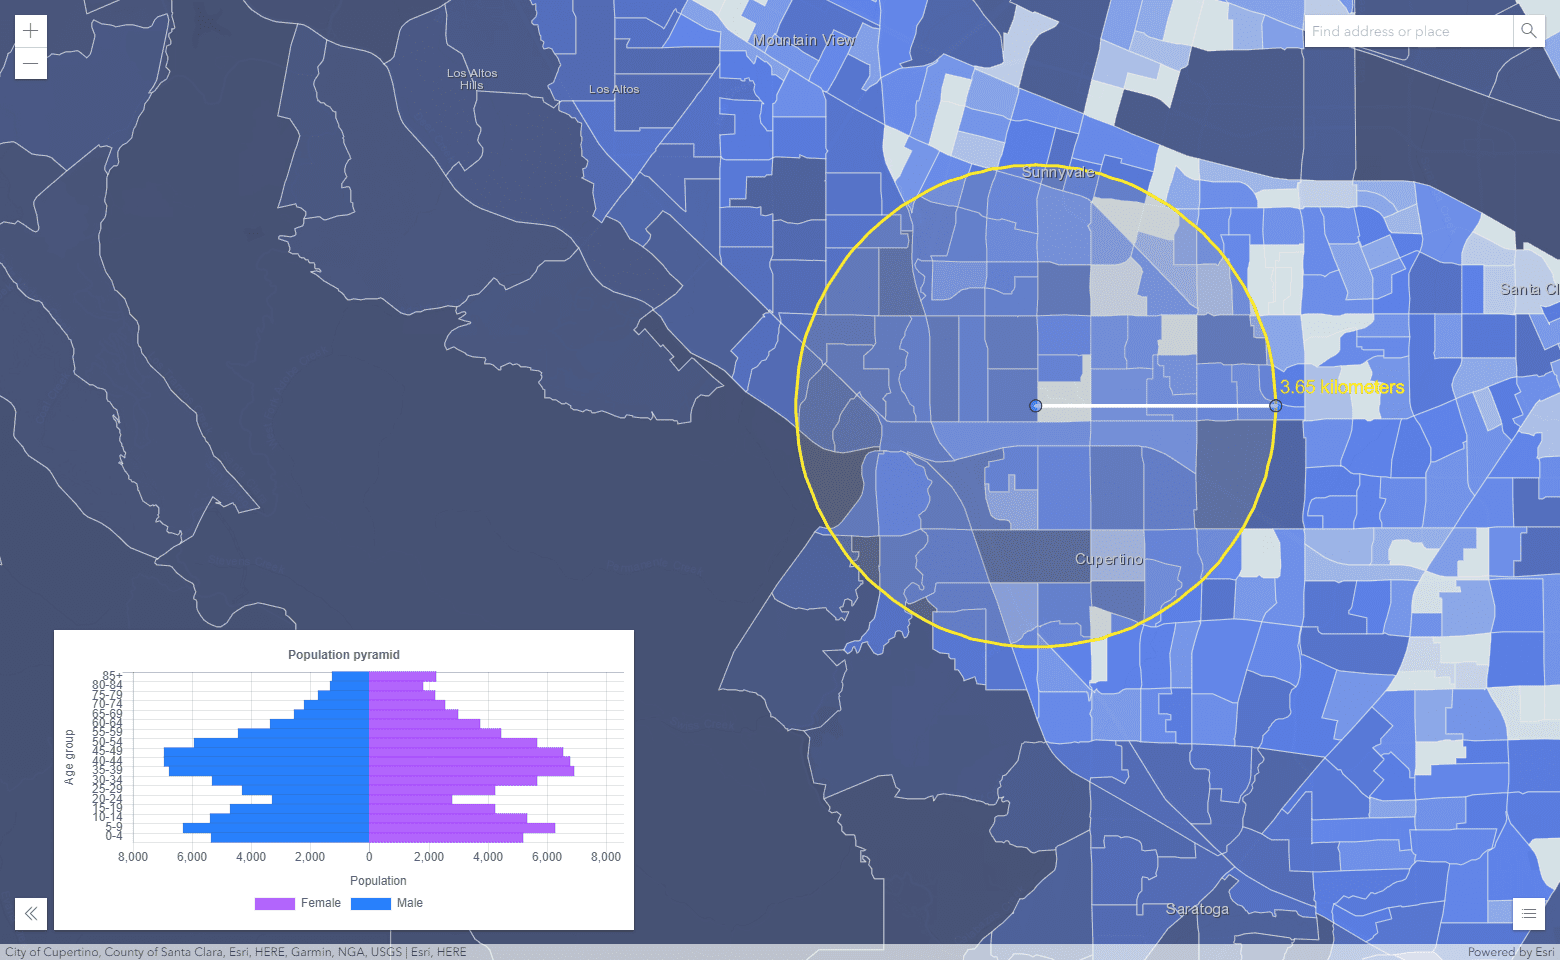 Mountain View
Find address or place
Los Altos
Hills
Los Altos
Sunnyvale
Santa Cl
3.65 kilometers
Cupertino
Saratoga
Population pyramid
Age group
85+
80-84
75-79
70-74
65-69
60-64
55-59
50-54
45-49
40-44
35-39
30-34
25-29
20-24
15-19
10-14
5-9
0-4
8,000 6,000 4,000 2,000 0 2,000 4,000 6,000 8,000
Population
Female Male
City of Cupertino, County of Santa Clara, Esri, HERE, Garmin, NGA, USGS | Esri, HERE
Powered by Esri